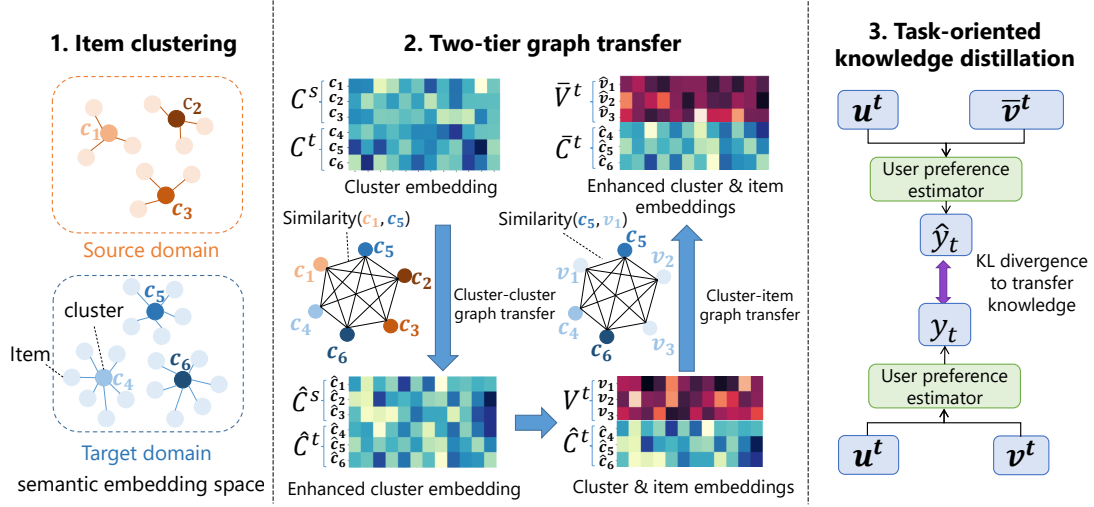 1. Item clustering
c₁
c₂
c₃
Source domain
c₅
cluster
Item
c₄
c₆
Target domain
semantic embedding space
2. Two-tier graph transfer
Cˢ
c₁
c₂
c₃
Cᵗ
c₄
c₅
c₆
Cluster embedding
V̄ᵗ
v̂₁
v̂₂
v̂₃
C̄ᵗ
ĉ₄
ĉ₅
ĉ₆
Enhanced cluster & item
embeddings
Similarity(c₁, c₅)
c₅
c₁
c₂
c₄
c₃
c₆
Cluster-cluster
graph transfer
Similarity(c₅, v₁)
c₅
v₁
v₂
c₄
v₃
c₆
Cluster-item
graph transfer
Ĉˢ
ĉ₁
ĉ₂
ĉ₃
Ĉᵗ
ĉ₄
ĉ₅
ĉ₆
Enhanced cluster embedding
Vᵗ
v₁
v₂
v₃
Ĉᵗ
ĉ₄
ĉ₅
ĉ₆
Cluster & item embeddings
3. Task-oriented
knowledge distillation
uᵗ
v̄ᵗ
User preference
estimator
ŷₜ
KL divergence
to transfer
knowledge
yₜ
User preference
estimator
uᵗ
vᵗ